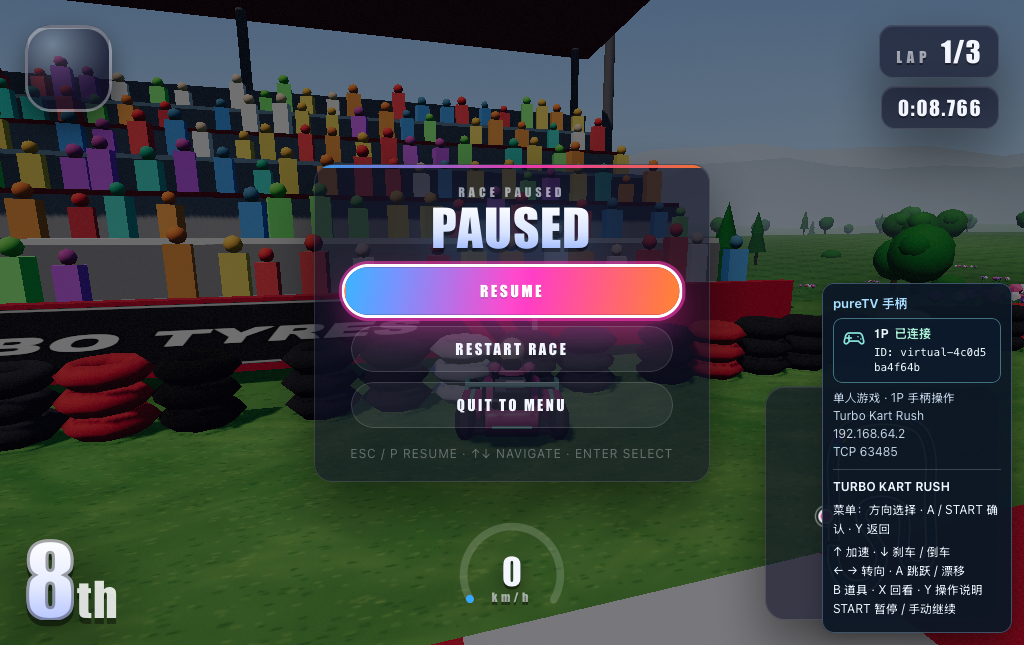 LAP 1/3
0:08.766
RACE PAUSED
PAUSED
RESUME
RESTART RACE
QUIT TO MENU
ESC / P RESUME · ↑↓ NAVIGATE · ENTER SELECT
BO TYRES
8th
0
km/h
pureTV 手柄
1P 已连接
ID: virtual-4c0d5
ba4f64b
单人游戏 · 1P 手柄操作
Turbo Kart Rush
192.168.64.2
TCP 63485
TURBO KART RUSH
菜单： 方向选择 · A / START 确
认 · Y 返回
↑ 加速 · ↓ 刹车 / 倒车
← → 转向 · A 跳跃 / 漂移
B 道具 · X 回看 · Y 操作说明
START 暂停 / 手动继续